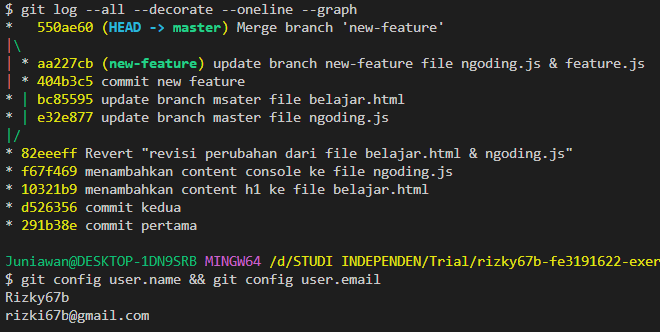 $ git log --all --decorate --oneline --graph
*   550ae60 (HEAD -> master) Merge branch 'new-feature'
|\
| * aa227cb (new-feature) update branch new-feature file ngoding.js & feature.js
| * 404b3c5 commit new feature
* | bc85595 update branch msater file belajar.html
* | e32e877 update branch master file ngoding.js
|/
* 82eeeff Revert "revisi perubahan dari file belajar.html & ngoding.js"
* f67f469 menambahkan content console ke file ngoding.js
* 10321b9 menambahkan content h1 ke file belajar.html
* d526356 commit kedua
* 291b38e commit pertama

Juniawan@DESKTOP-1DN9SRB MINGW64 /d/STUDI INDEPENDEN/Trial/rizky67b-fe3191622-exer
$ git config user.name && git config user.email
Rizky67b
rizki67b@gmail.com